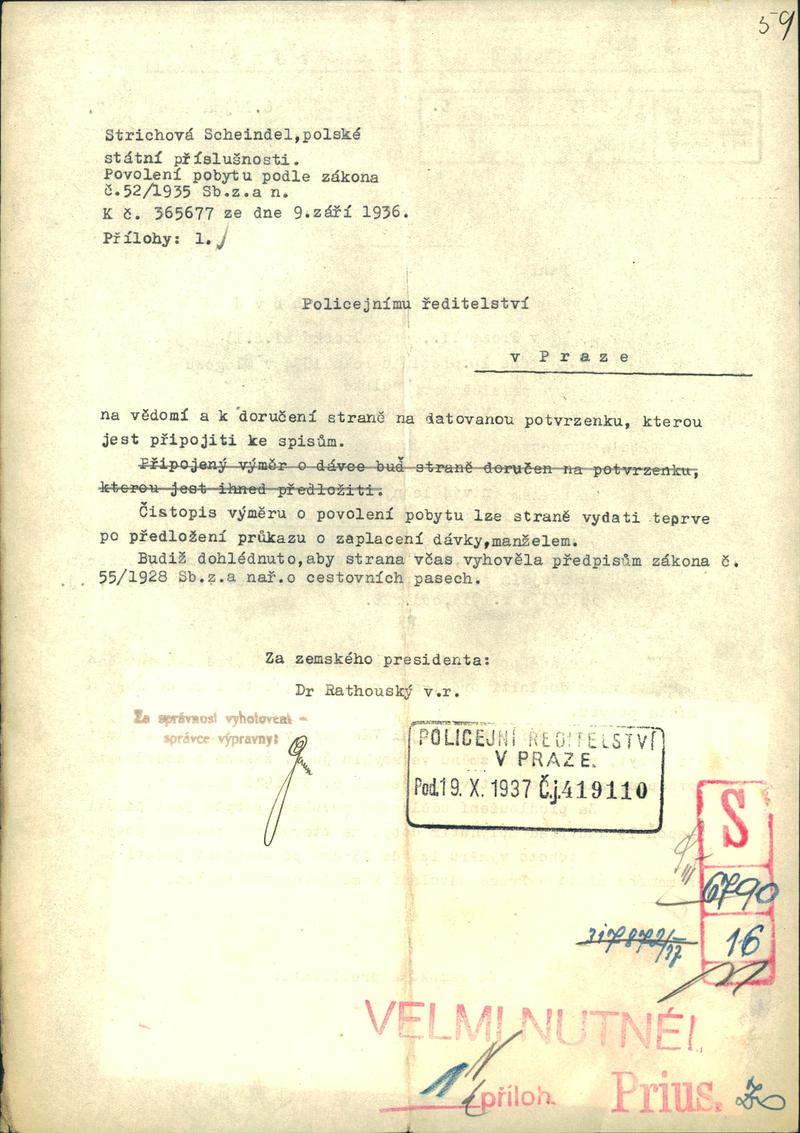 59
Strichová Scheindel,polské
státní příslušnosti.
Povolení pobytu podle zákona
č.52/1935 Sb.z.a n.
K č. 365677 ze dne 9.září 1936.
Přílohy: 1.
Policejnímu ředitelství
v Praze
na vědomí a k doručení straně na datovanou potvrzenku, kterou
jest připojiti ke spisům.
Připojený výměr o dávce buď straně doručen na potvrzenku,
kterou jest ihned předložiti.
Čistopis výměru o povolení pobytu lze straně vydati teprve
po předložení průkazu o zaplacení dávky,manželem.
Budiž dohlédnuto,aby strana včas vyhověla předpisům zákona č.
55/1928 Sb.z.a nař.o cestovních pasech.
Za zemského presidenta:
Dr Rathouský v.r.
Za správnost vyhotovení
správce výpravny:
POLICEJNÍ ŘEDITELSTVÍ
V PRAZE.
Pod.19. X. 1937 Č.j.419110
S
6790
317872/37
16
VELMI NUTNÉ!
1 příloh.
Prius.